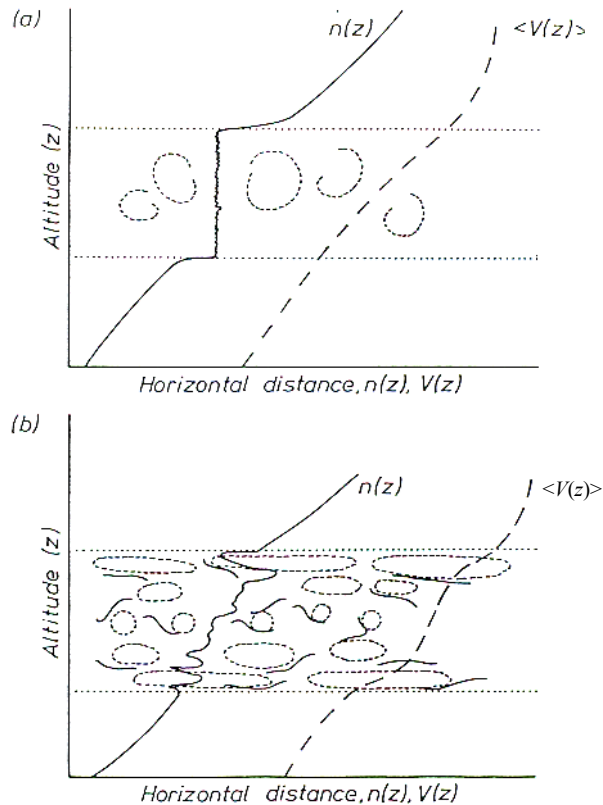 (a)
n(z)
<V(z)>
Altitude (z)
Horizontal distance, n(z), V(z)
(b)
n(z)
<V(z)>
Altitude (z)
Horizontal distance, n(z), V(z)